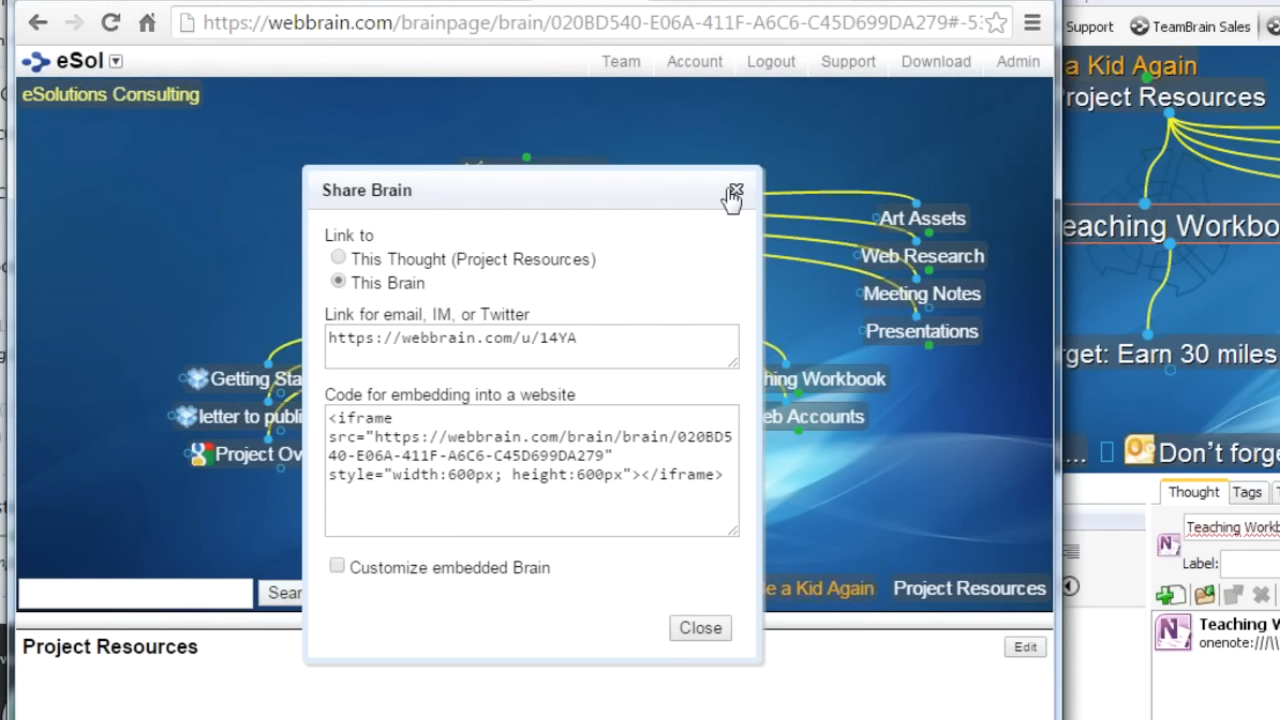 https://webbrain.com/brainpage/brain/020BD540-E06A-411F-A6C6-C45D699DA279#-5
Support TeamBrain Sales
eSol
Team Account Logout Support Download Admin
eSolutions Consulting
a Kid Again
roject Resources
Share Brain
Link to
This Thought (Project Resources)
This Brain
Link for email, IM, or Twitter
https://webbrain.com/u/14YA
Code for embedding into a website
<iframe
src="https://webbrain.com/brain/brain/020BD5
40-E06A-411F-A6C6-C45D699DA279"
style="width:600px; height:600px"></iframe>
Customize embedded Brain
Close
Art Assets
Web Research
Meeting Notes
Presentations
Getting Sta
letter to publi
Project Ov
hing Workbook
eb Accounts
eaching Workbo
get: Earn 30 miles
... Don't forge
Sear
e a Kid Again Project Resources
Project Resources
Edit
Thought Tags
Teaching Workb
Label:
Teaching W
onenote:///\\